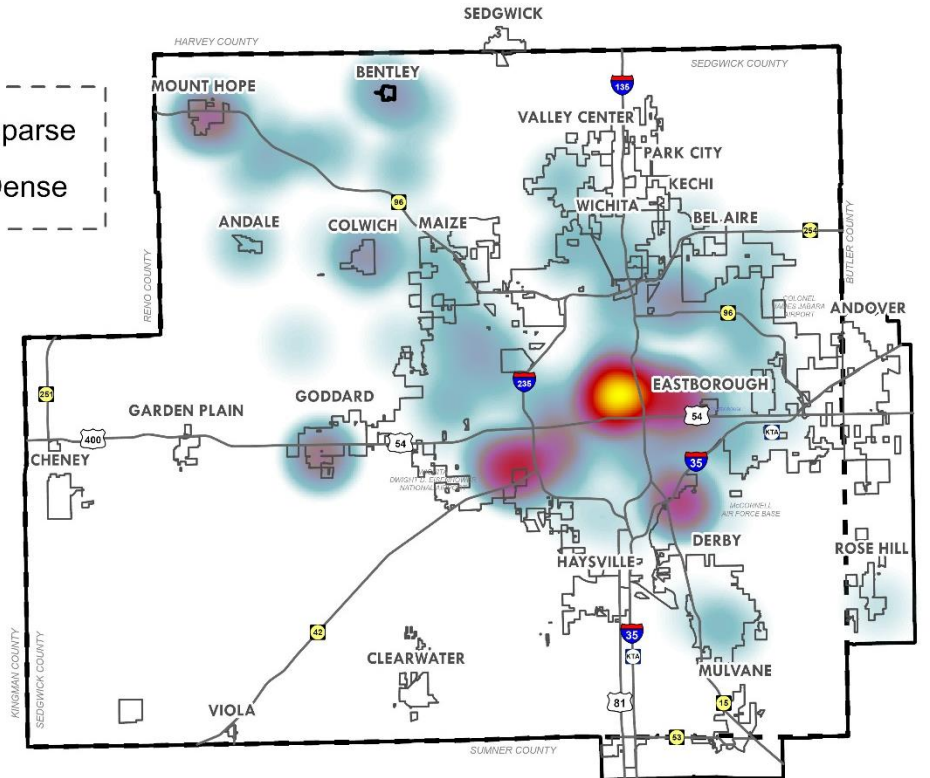 SEDGWICK
HARVEY COUNTY
SEDGWICK COUNTY
MOUNT HOPE
BENTLEY
135
VALLEY CENTER
parse
ense
PARK CITY
KECHI
96
WICHITA
ANDALE
COLWICH
MAIZE
BEL AIRE
254
BUTLER COUNTY
RENO COUNTY
COLONEL
JAMES JABARA
AIRPORT
96
ANDOVER
235
EASTBOROUGH
251
GODDARD
GARDEN PLAIN
54
KTA
400
54
CHENEY
35
DWIGHT D. EISENHOWER
McCONNELL
AIR FORCE BASE
DERBY
ROSE HILL
HAYSVILLE
42
35
KTA
KINGMAN COUNTY
SEDGWICK COUNTY
CLEARWATER
MULVANE
81
15
VIOLA
53
SUMNER COUNTY